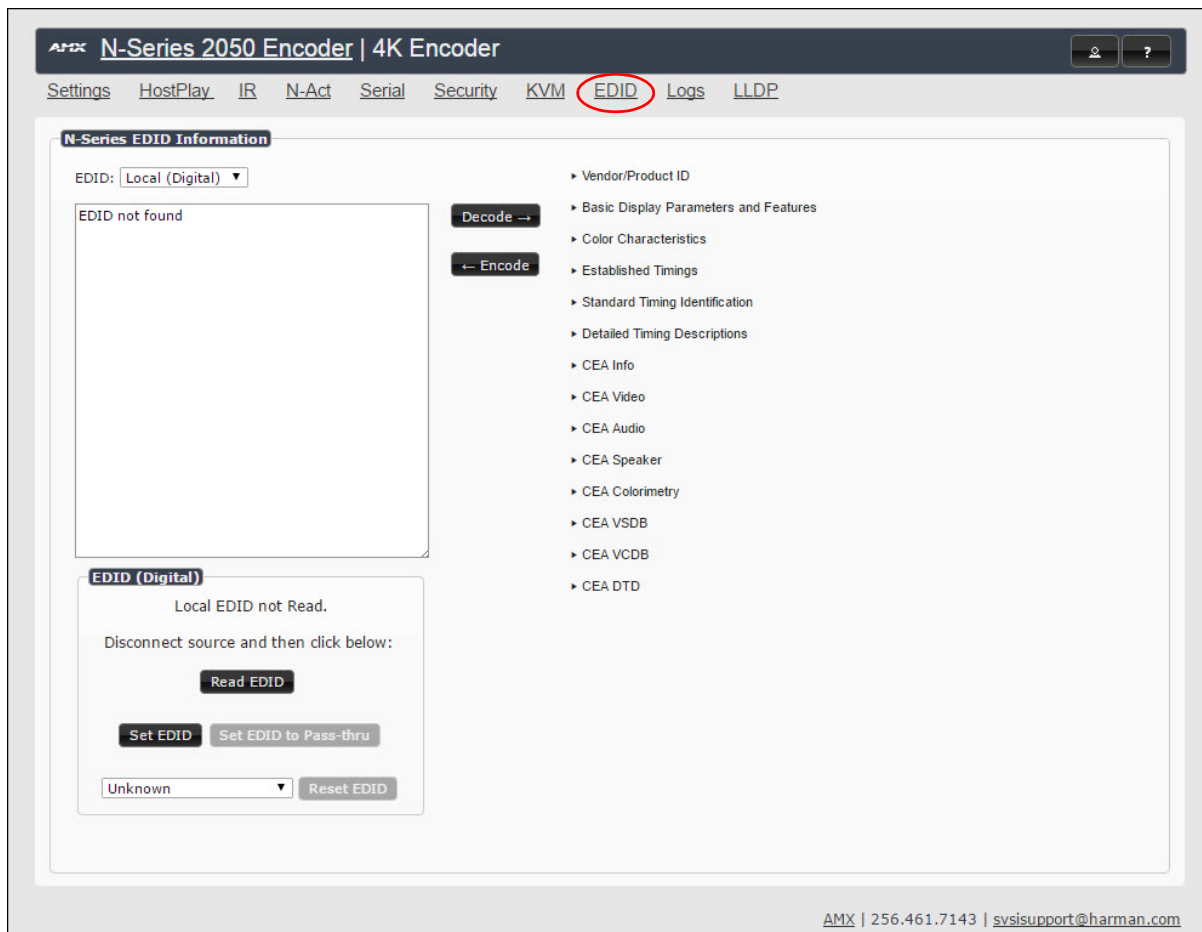 AMX N-Series 2050 Encoder | 4K Encoder
?
Settings HostPlay IR N-Act Serial Security KVM EDID Logs LLDP
N-Series EDID Information
EDID: Local (Digital)
EDID not found
Decode →
← Encode
Vendor/Product ID
Basic Display Parameters and Features
Color Characteristics
Established Timings
Standard Timing Identification
Detailed Timing Descriptions
CEA Info
CEA Video
CEA Audio
CEA Speaker
CEA Colorimetry
CEA VSDB
CEA VCDB
CEA DTD
EDID (Digital)
Local EDID not Read.
Disconnect source and then click below:
Read EDID
Set EDID Set EDID to Pass-thru
Unknown Reset EDID
AMX | 256.461.7143 | svsisupport@harman.com